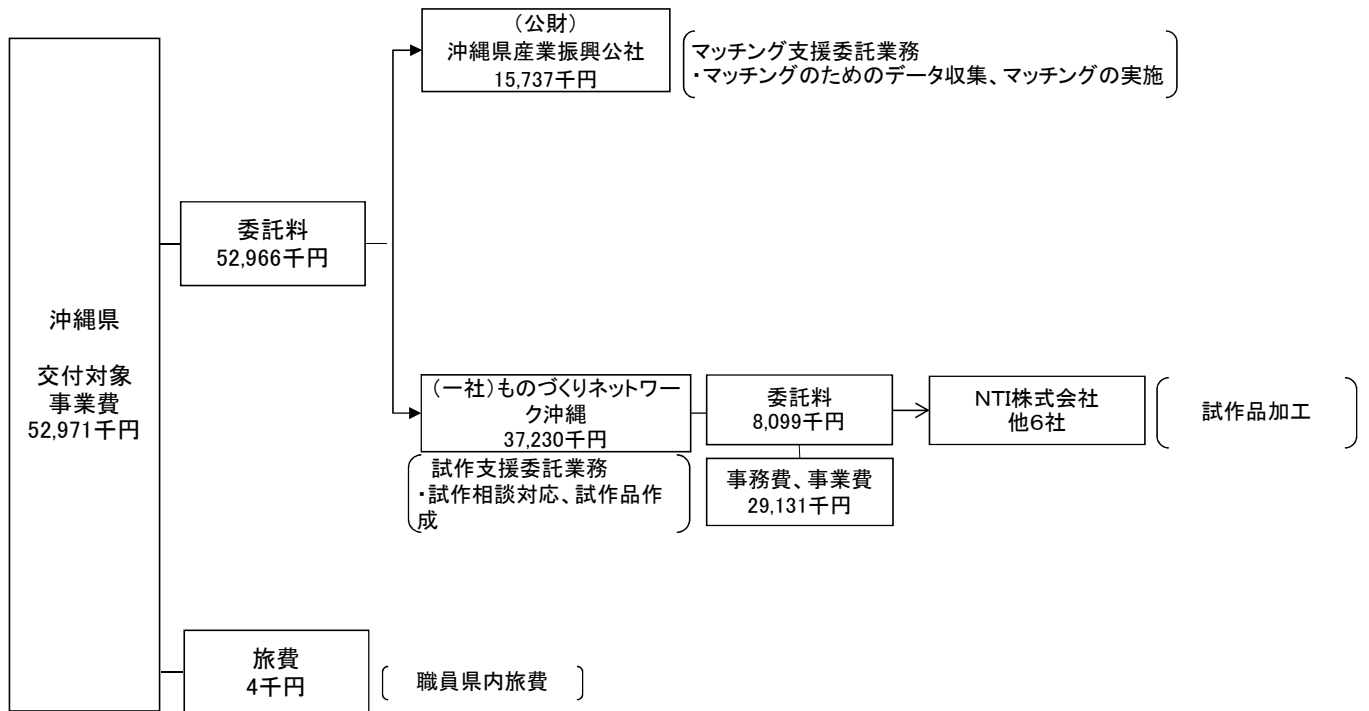 沖縄県
交付対象
事業費
52,971千円
委託料
52,966千円
（公財）
沖縄県産業振興公社
15,737千円
マッチング支援委託業務
・マッチングのためのデータ収集、マッチングの実施
（一社）ものづくりネットワー
ク沖縄
37,230千円
試作支援委託業務
・試作相談対応、試作品作
成
委託料
8,099千円
事務費、事業費
29,131千円
NTI株式会社
他6社
試作品加工
旅費
4千円
職員県内旅費